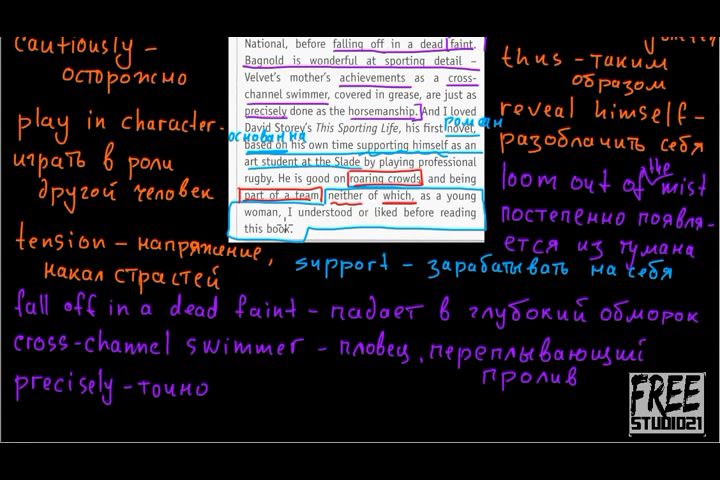 cautiously –
осторожно
play in character -
играть в роли
другой человек
tension – напряжение,
накал страстей
National, before falling off in a dead faint.
Bagnold is wonderful at sporting detail –
Velvet's mother's achievements as a cross-
channel swimmer, covered in grease, are just as
precisely done as the horsemanship. And I loved
роман
David Storey's This Sporting Life, his first novel,
основан на
based on his own time supporting himself as an
art student at the Slade by playing professional
rugby. He is good on roaring crowds and being
part of a team, neither of which, as a young
woman, I understood or liked before reading
this book.
thus – таким
образом
reveal himself –
разоблачить себя
loom out of the mist
постепенно появля-
ется из тумана
support – зарабатывать на себя
fall off in a dead faint – падает в глубокий обморок
cross-channel swimmer – пловец, переплывающий
пролив
precisely – точно
FREE
STUDIO21